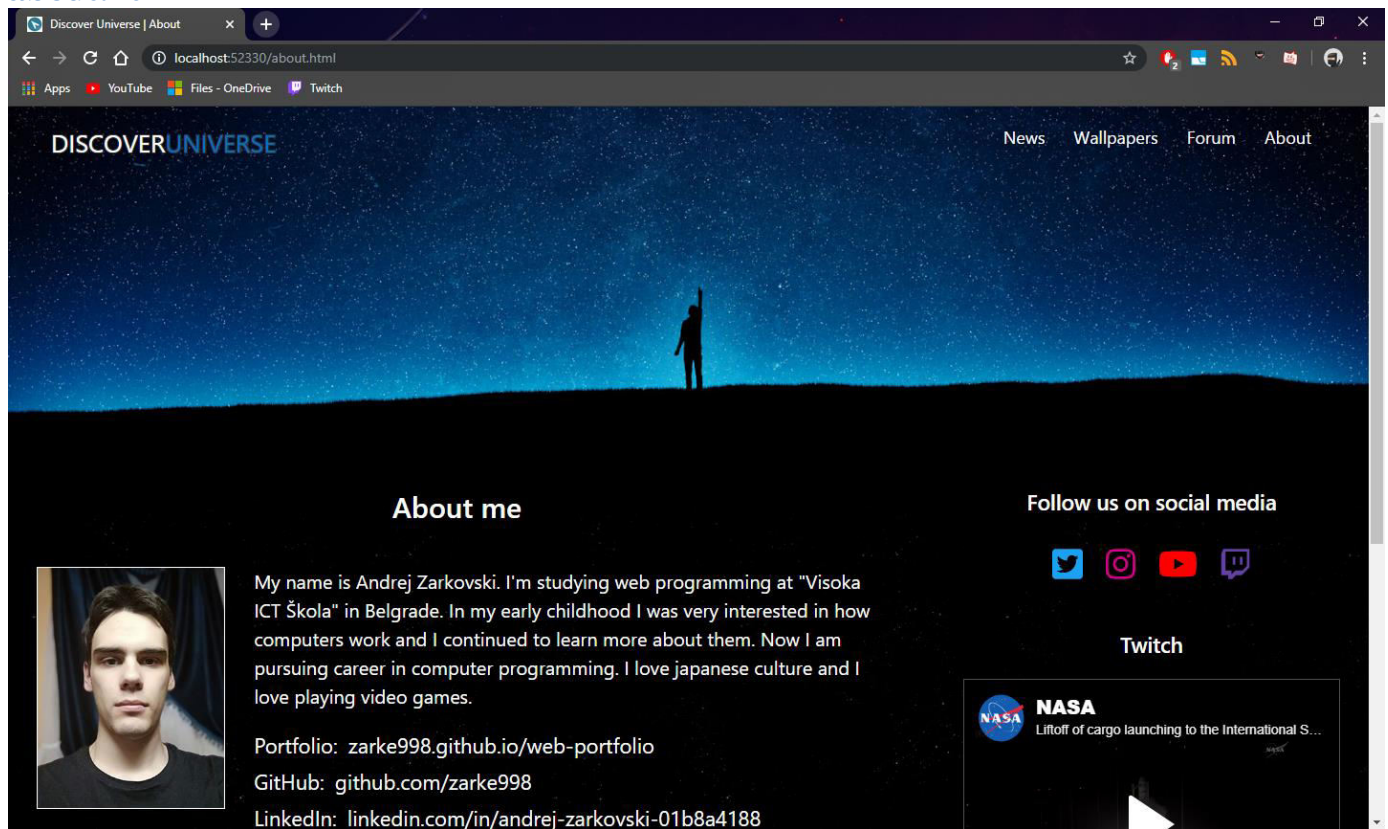 Discover Universe | About
localhost:52330/about.html
2
Apps YouTube Files - OneDrive Twitch
DISCOVERUNIVERSE
News Wallpapers Forum About
About me
My name is Andrej Zarkovski. I'm studying web programming at "Visoka
ICT Škola" in Belgrade. In my early childhood I was very interested in how
computers work and I continued to learn more about them. Now I am
pursuing career in computer programming. I love japanese culture and I
love playing video games.
Portfolio: zarke998.github.io/web-portfolio
GitHub: github.com/zarke998
LinkedIn: linkedin.com/in/andrej-zarkovski-01b8a4188
Follow us on social media
Twitch
NASA
NASA
Liftoff of cargo launching to the International S...
NASA